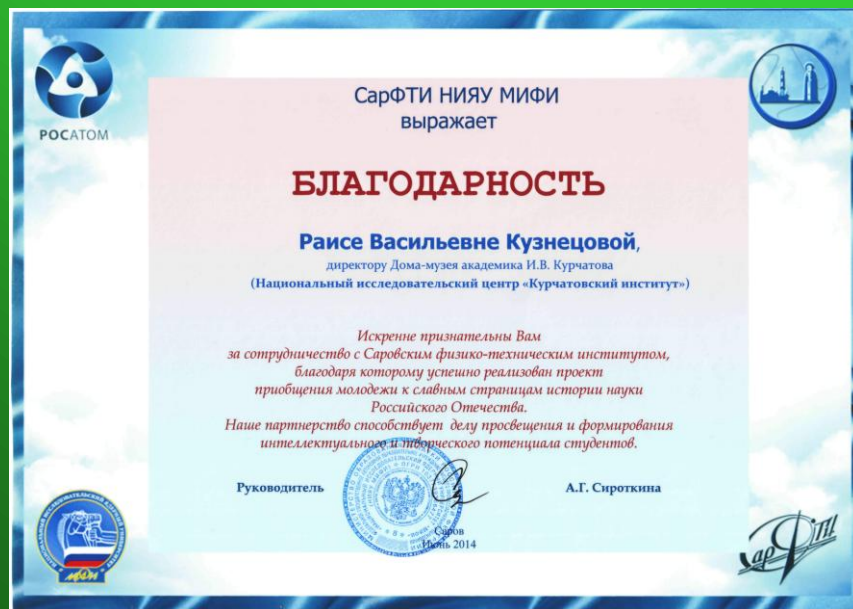 РОСАТОМ
СарФТИ НИЯУ МИФИ
выражает
БЛАГОДАРНОСТЬ
Раисе Васильевне Кузнецовой,
директору Дома-музея академика И.В. Курчатова
(Национальный исследовательский центр «Курчатовский институт»)
Искренне признательны Вам
за сотрудничество с Саровским физико-техническим институтом,
благодаря которому успешно реализован проект
приобщения молодежи к славным страницам истории науки
Российского Отечества.
Наше партнерство способствует делу просвещения и формирования
интеллектуального и творческого потенциала студентов.
Руководитель
А.Г. Сироткина
Саров
Июнь 2014
МИФИ
СарФТИ